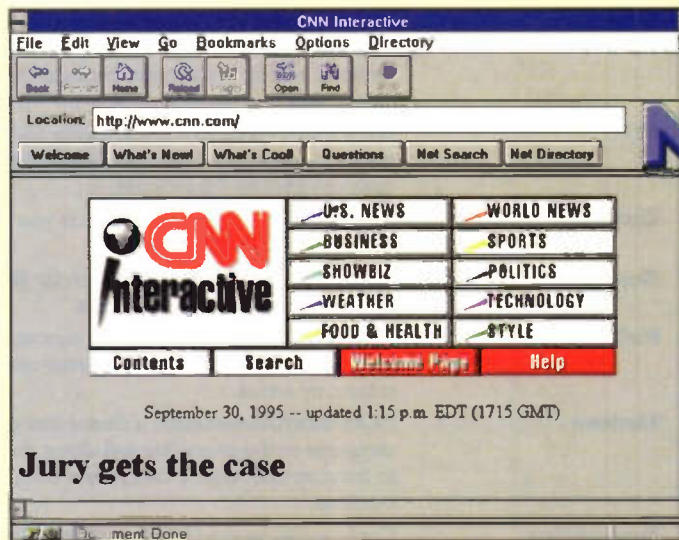 CNN Interactive
File Edit View Go Bookmarks Options Directory
Back Forward Home Reload Images Open Find
Location: http://www.cnn.com/
Welcome What's New! What's Cool! Questions Net Search Net Directory
N
CNN Interactive
U.S. NEWS WORLD NEWS
BUSINESS SPORTS
SHOWBIZ POLITICS
WEATHER TECHNOLOGY
FOOD & HEALTH STYLE
Contents Search Welcome Page Help
September 30, 1995 -- updated 1:15 p.m. EDT (1715 GMT)
Jury gets the case
Document Done